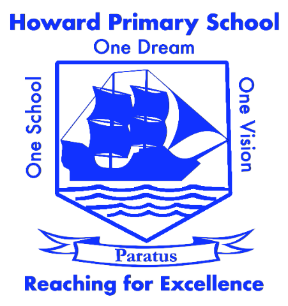 Howard Primary School
One Dream
One School
One Vision
Paratus
Reaching for Excellence